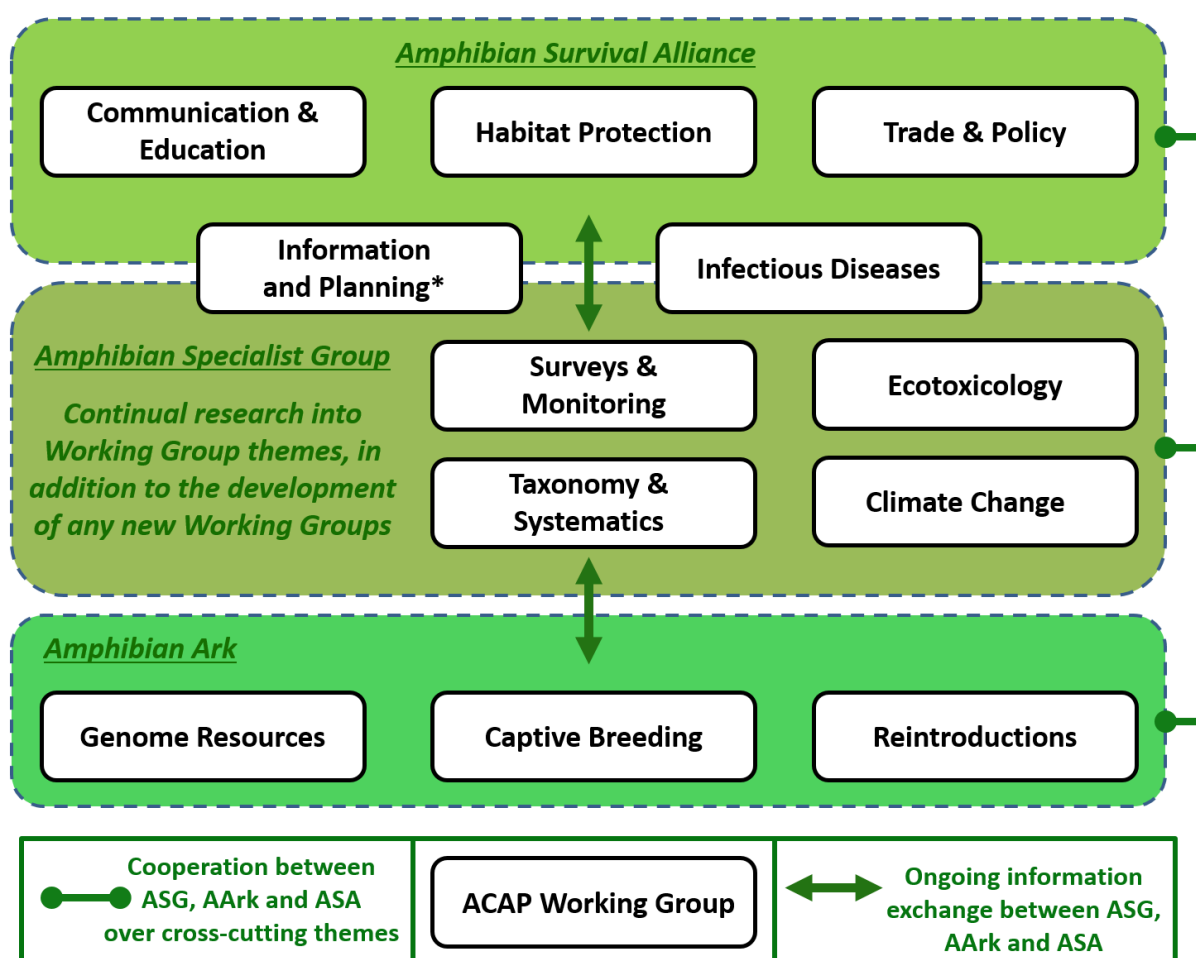 Amphibian Survival Alliance
Communication &
Education
Habitat Protection
Trade & Policy
Information
and Planning*
Infectious Diseases
Amphibian Specialist Group
Continual research into
Working Group themes, in
addition to the development
of any new Working Groups
Surveys &
Monitoring
Ecotoxicology
Taxonomy &
Systematics
Climate Change
Amphibian Ark
Genome Resources
Captive Breeding
Reintroductions
Cooperation between
ASG, AArk and ASA
over cross-cutting themes
ACAP Working Group
Ongoing information
exchange between ASG,
AArk and ASA